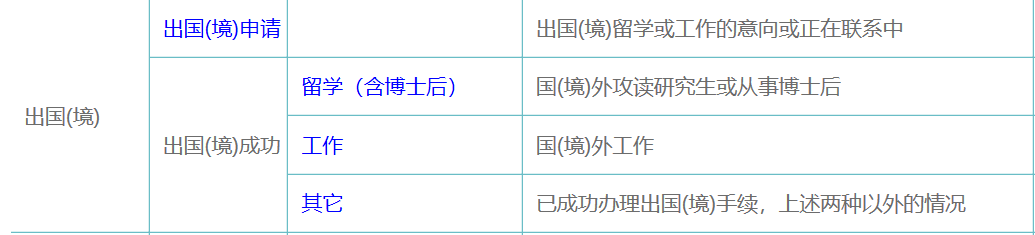 出国(境)申请
出国(境)留学或工作的意向或正在联系中
留学（含博士后）
国(境)外攻读研究生或从事博士后
出国(境)
出国(境)成功
工作
国(境)外工作
其它
已成功办理出国(境)手续，上述两种以外的情况